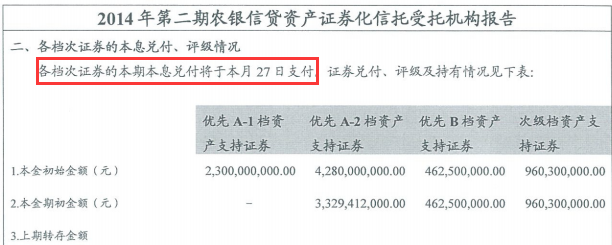 2014 年第二期农银信贷资产证券化信托受托机构报告
二、各档次证券的本息兑付、评级情况
各档次证券的本期本息兑付将于本月 27 日支付，证券兑付、评级及持有情况见下表：
优先 A-1 档资产支持证券 优先 A-2 档资产支持证券 优先 B 档资产支持证券 次级档资产支持证券
1.本金初始金额（元） 2,300,000,000.00 4,280,000,000.00 462,500,000.00 960,300,000.00
2.本金期初金额（元） – 3,329,412,000.00 462,500,000.00 960,300,000.00
3.上期转存金额